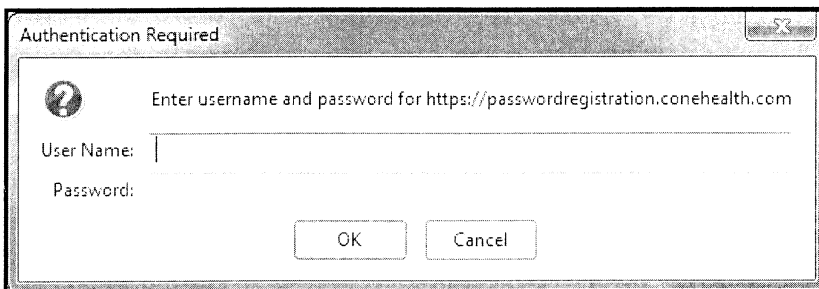 Authentication Required
Enter username and password for https://passwordregistration.conehealth.com
User Name:
Password:
OK
Cancel